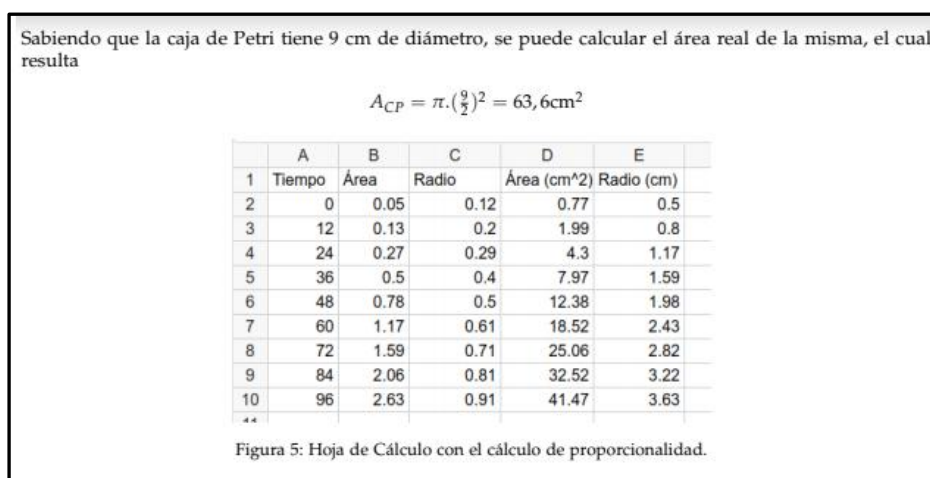 Sabiendo que la caja de Petri tiene 9 cm de diámetro, se puede calcular el área real de la misma, el cual
resulta
A_CP = π.(9/2)² = 63,6cm²
A B C D E
1 Tiempo Área Radio Área (cm^2) Radio (cm)
2 0 0.05 0.12 0.77 0.5
3 12 0.13 0.2 1.99 0.8
4 24 0.27 0.29 4.3 1.17
5 36 0.5 0.4 7.97 1.59
6 48 0.78 0.5 12.38 1.98
7 60 1.17 0.61 18.52 2.43
8 72 1.59 0.71 25.06 2.82
9 84 2.06 0.81 32.52 3.22
10 96 2.63 0.91 41.47 3.63
Figura 5: Hoja de Cálculo con el cálculo de proporcionalidad.